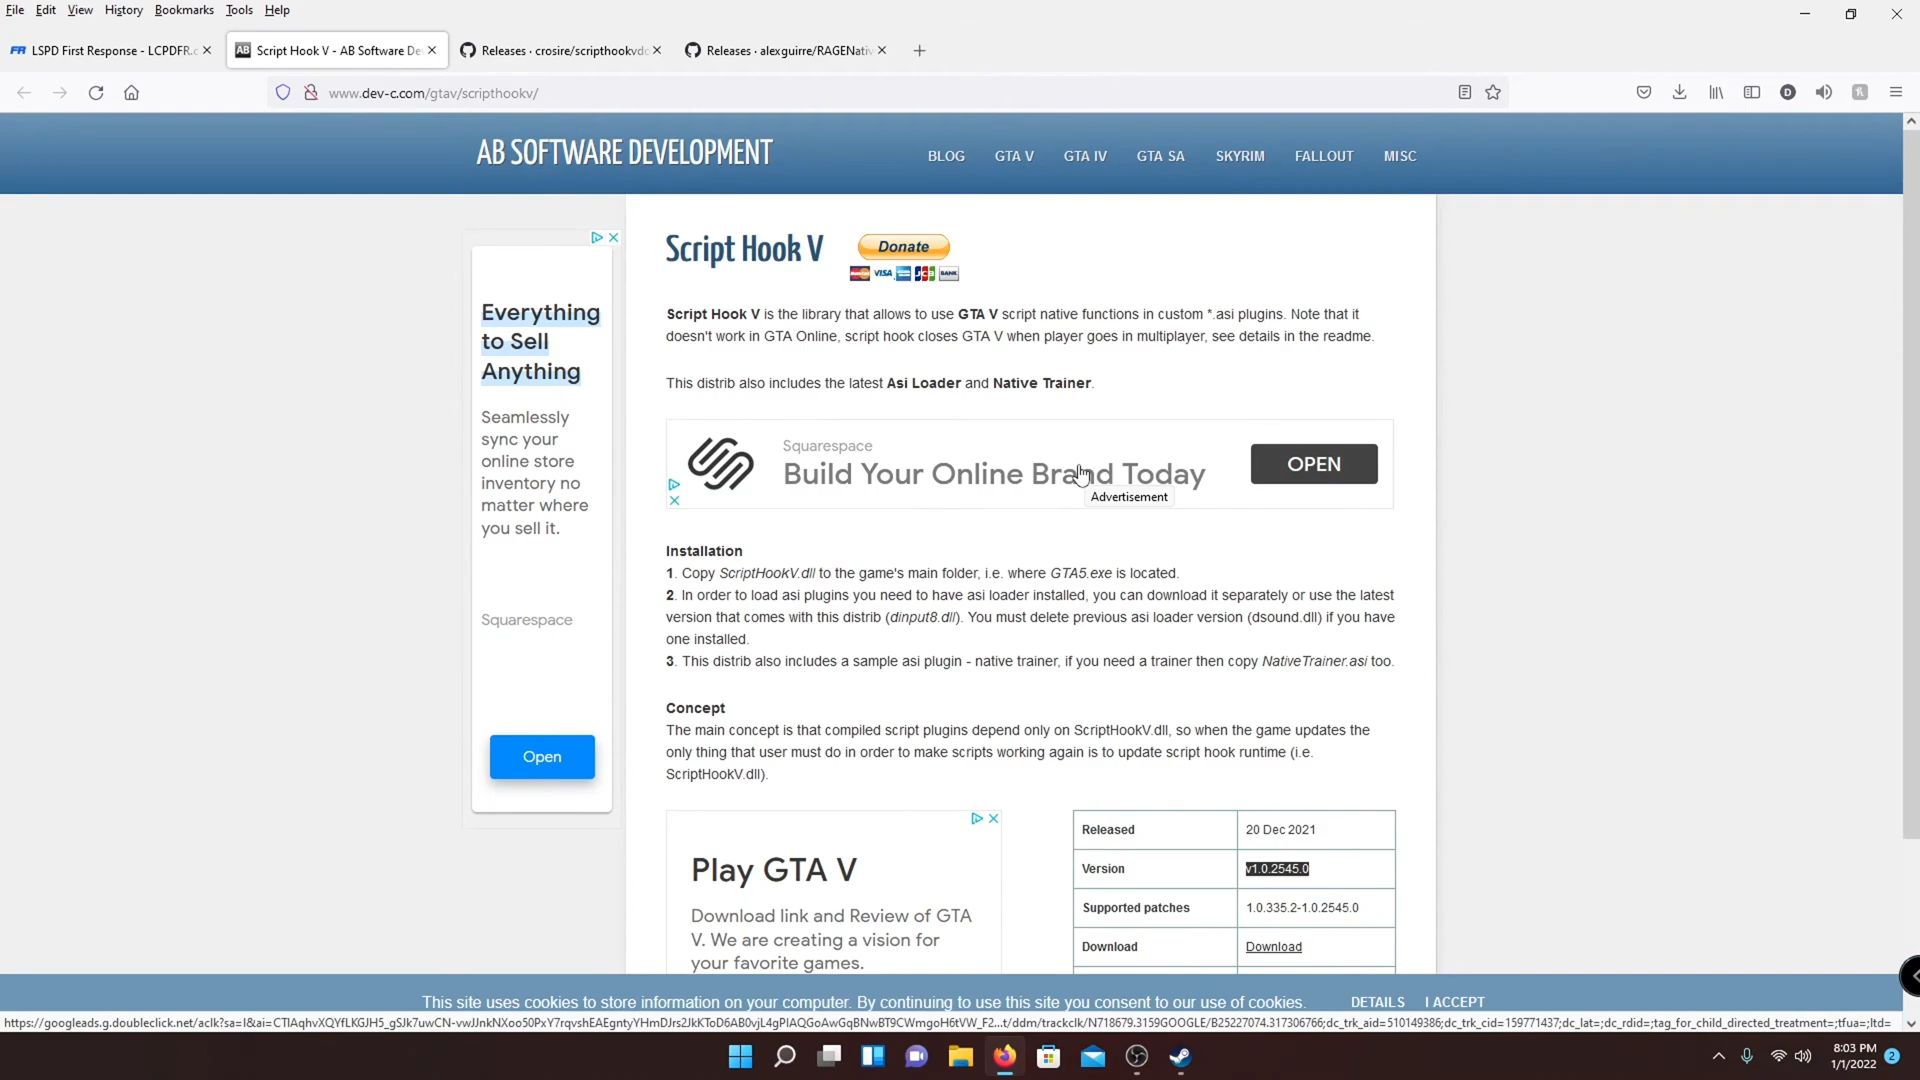 File Edit View History Bookmarks Tools Help
LSPD First Response - LCPDFR.c
Script Hook V - AB Software De
Releases · crosire/scripthookvdo
Releases · alexguirre/RAGENativ
www.dev-c.com/gtav/scripthookv/
AB SOFTWARE DEVELOPMENT
BLOG GTA V GTA IV GTA SA SKYRIM FALLOUT MISC
Everything
to Sell
Anything
Seamlessly
sync your
online store
inventory no
matter where
you sell it.
Squarespace
Open
Script Hook V
Donate
VISA JCB BANK
Script Hook V is the library that allows to use GTA V script native functions in custom *.asi plugins. Note that it
doesn't work in GTA Online, script hook closes GTA V when player goes in multiplayer, see details in the readme.
This distrib also includes the latest Asi Loader and Native Trainer.
Squarespace
Build Your Online Brand Today
OPEN
Advertisement
Installation
1. Copy ScriptHookV.dll to the game's main folder, i.e. where GTA5.exe is located.
2. In order to load asi plugins you need to have asi loader installed, you can download it separately or use the latest
version that comes with this distrib (dinput8.dll). You must delete previous asi loader version (dsound.dll) if you have
one installed.
3. This distrib also includes a sample asi plugin - native trainer, if you need a trainer then copy NativeTrainer.asi too.
Concept
The main concept is that compiled script plugins depend only on ScriptHookV.dll, so when the game updates the
only thing that user must do in order to make scripts working again is to update script hook runtime (i.e.
ScriptHookV.dll).
Play GTA V
Download link and Review of GTA
V. We are creating a vision for
your favorite games.
Released 20 Dec 2021
Version v1.0.2545.0
Supported patches 1.0.335.2-1.0.2545.0
Download Download
This site uses cookies to store information on your computer. By continuing to use this site you consent to our use of cookies. DETAILS I ACCEPT
8:03 PM
1/1/2022
2